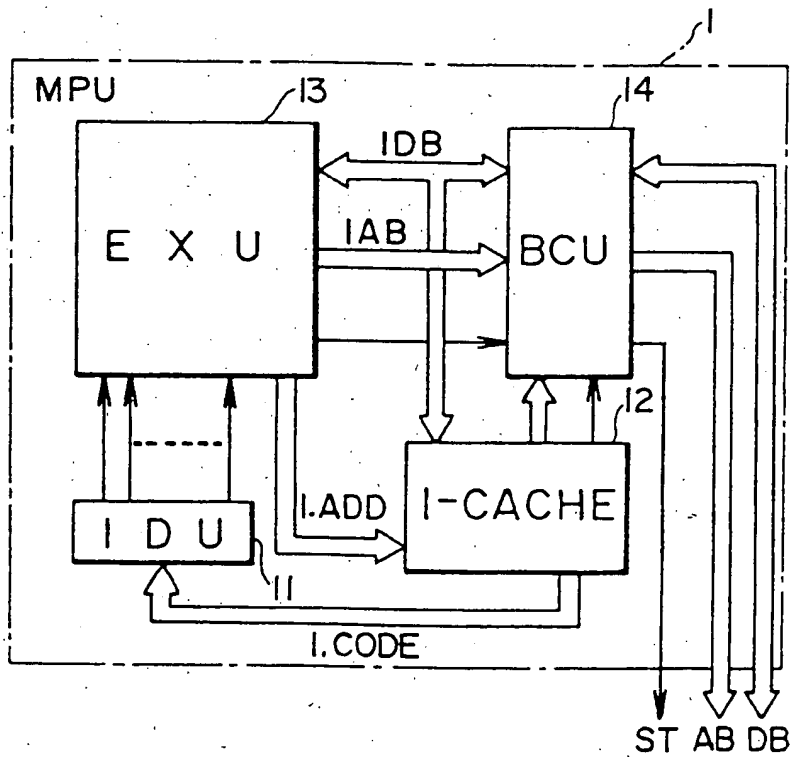 1
MPU
13
14
IDB
E X U
IAB
BCU
12
I.ADD
I-CACHE
I D U
11
I.CODE
ST AB DB